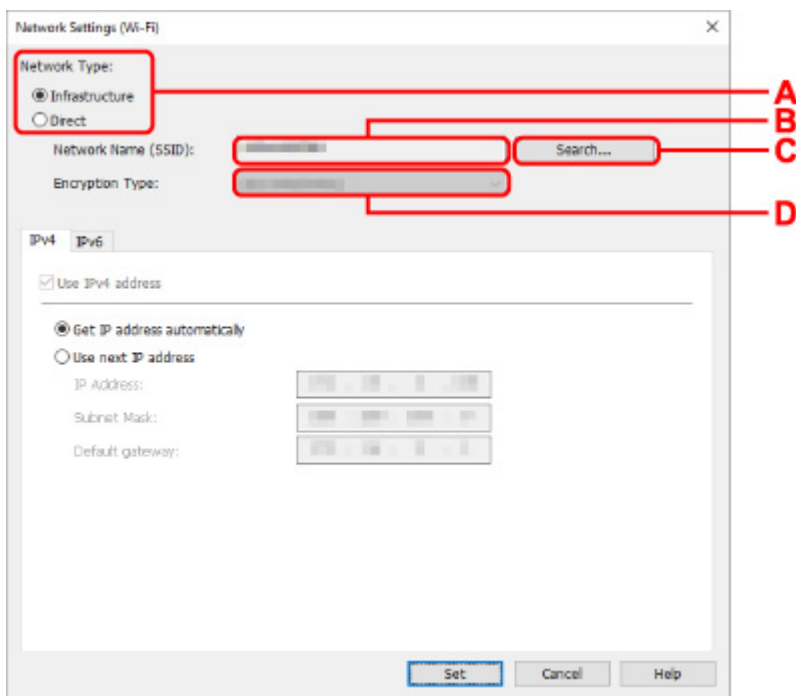 Network Settings (Wi-Fi)
Network Type:
Infrastructure
A
Direct
B
Network Name (SSID):
Search...
C
Encryption Type:
D
IPv4 IPv6
Use IPv4 address
Get IP address automatically
Use next IP address
IP Address:
Subnet Mask:
Default gateway:
Set Cancel Help